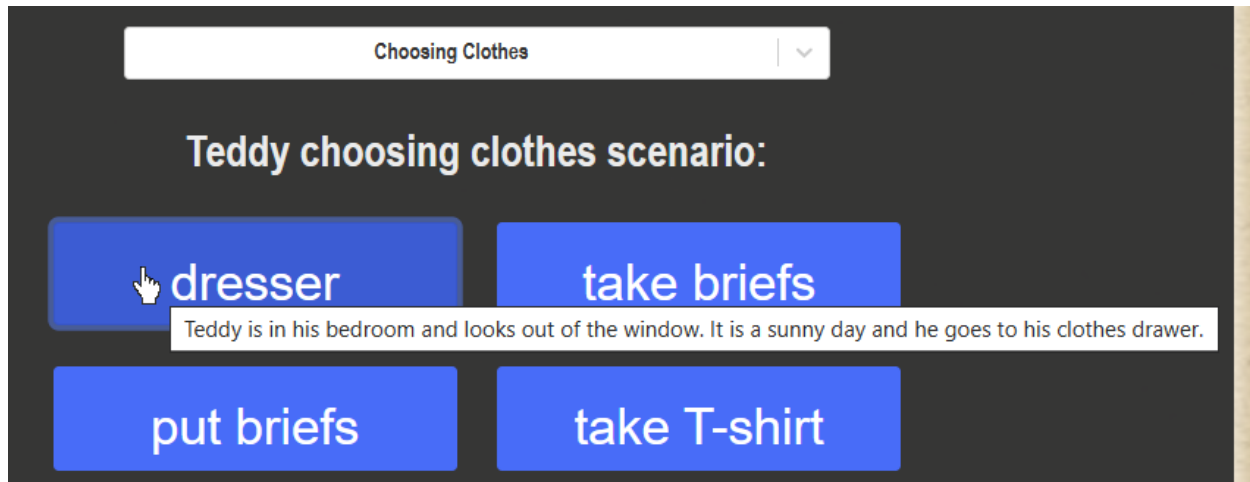 Choosing Clothes
Teddy choosing clothes scenario:
dresser
take briefs
Teddy is in his bedroom and looks out of the window. It is a sunny day and he goes to his clothes drawer.
put briefs
take T-shirt